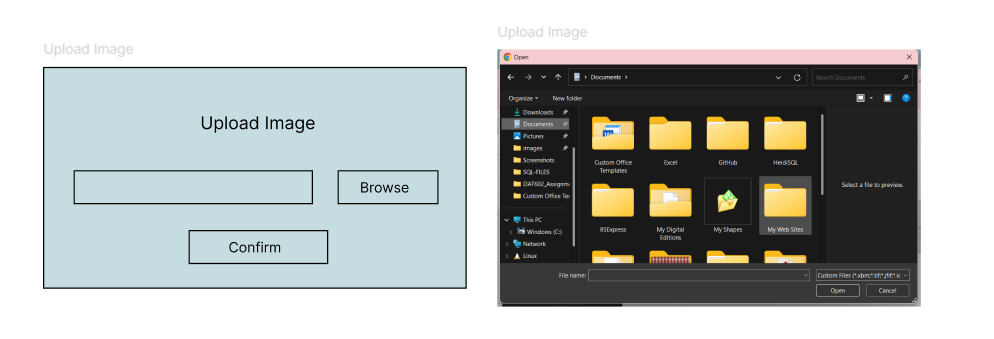 Upload Image
Upload Image
Browse
Confirm
Upload Image
Open
Documents
Search Documents
Organize
New folder
Downloads
Documents
Pictures
images
Screenshots
SQL-FILES
DAT602_Assignm
Custom Office Te
This PC
Windows (C:)
Network
Linux
Custom Office
Templates
Excel
GitHub
HeidiSQL
IISExpress
My Digital
Editions
My Shapes
My Web Sites
Select a file to preview.
File name:
Custom Files (*.xbm;*.tif;*.jfif;*.ic
Open
Cancel